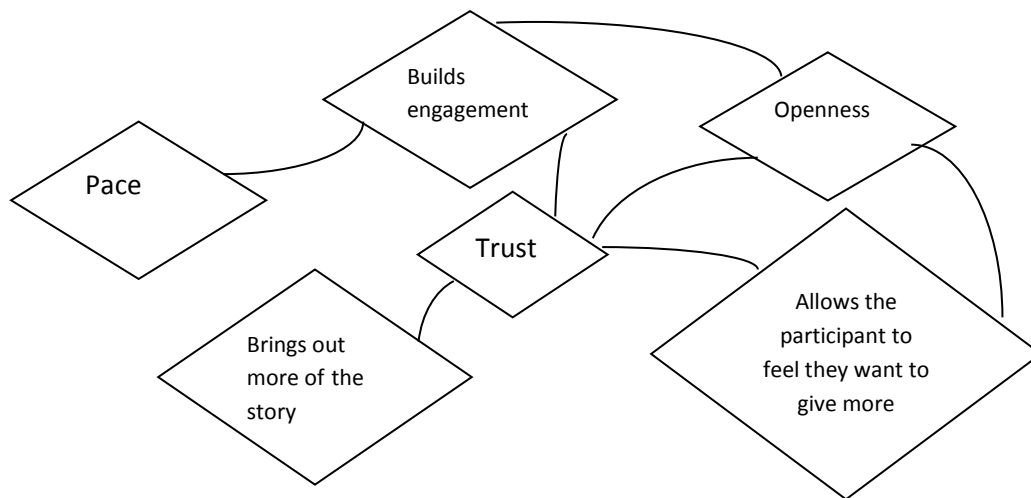 Builds
engagement
Openness
Pace
Trust
Brings out
more of the
story
Allows the
participant to
feel they want to
give more